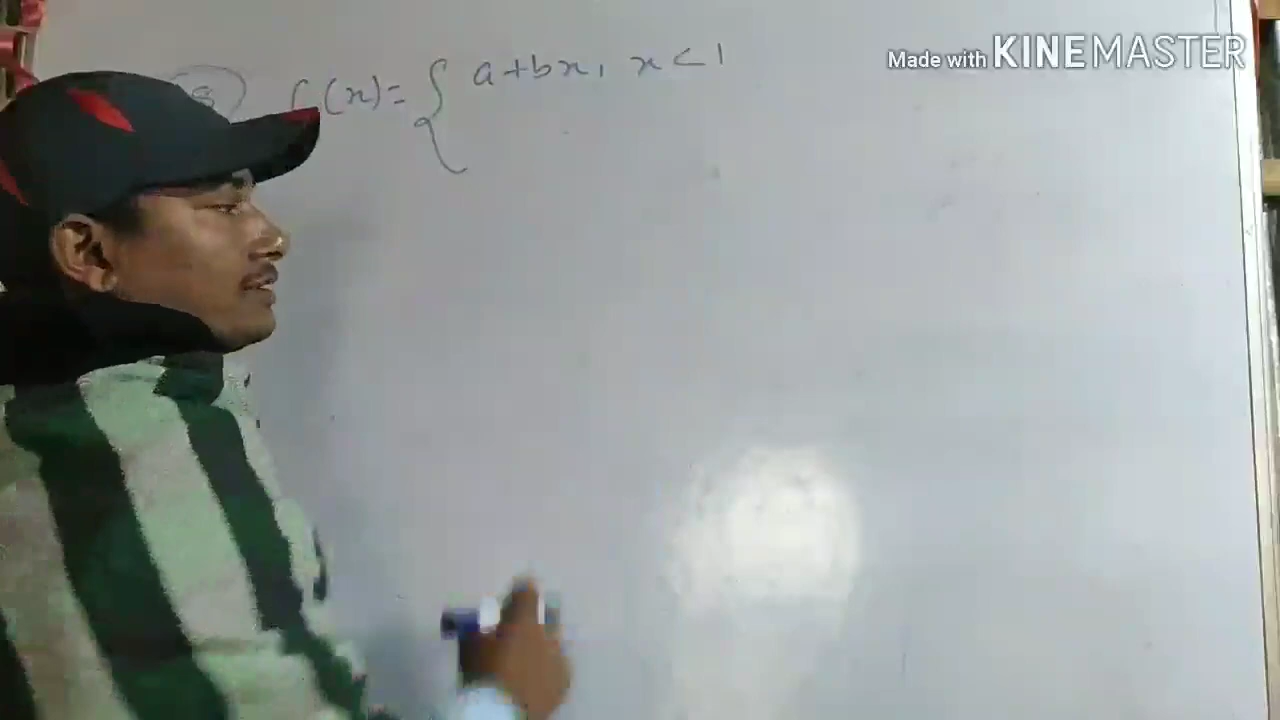 Made with KINEMASTER
f(x) = { a+bx, x<1